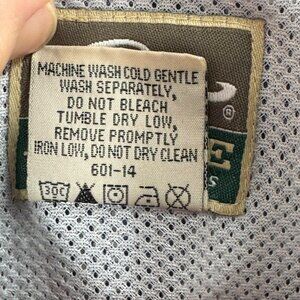 MACHINE WASH COLD GENTLE
WASH SEPARATELY,
DO NOT BLEACH
TUMBLE DRY LOW,
REMOVE PROMPTLY
IRON LOW, DO NOT DRY CLEAN
601-14
30
®
E
S